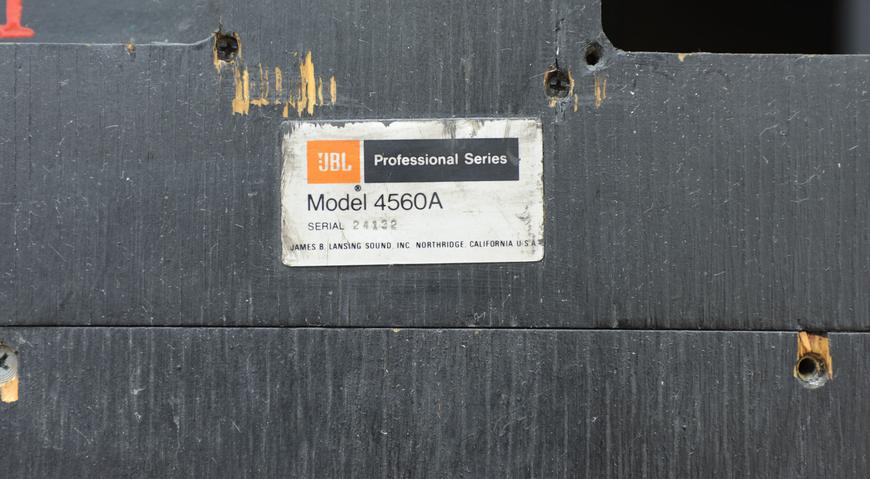 JBL Professional Series
®
Model 4560A
SERIAL 24132
JAMES B. LANSING SOUND, INC. NORTHRIDGE, CALIFORNIA U·S·A·